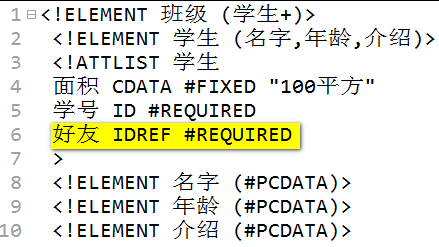 1 <!ELEMENT 班级 (学生+)>
2 <!ELEMENT 学生 (名字,年龄,介绍)>
3 <!ATTLIST 学生
4 面积 CDATA #FIXED "100平方"
5 学号 ID #REQUIRED
6 好友 IDREF #REQUIRED
7 >
8 <!ELEMENT 名字 (#PCDATA)>
9 <!ELEMENT 年龄 (#PCDATA)>
10 <!ELEMENT 介绍 (#PCDATA)>